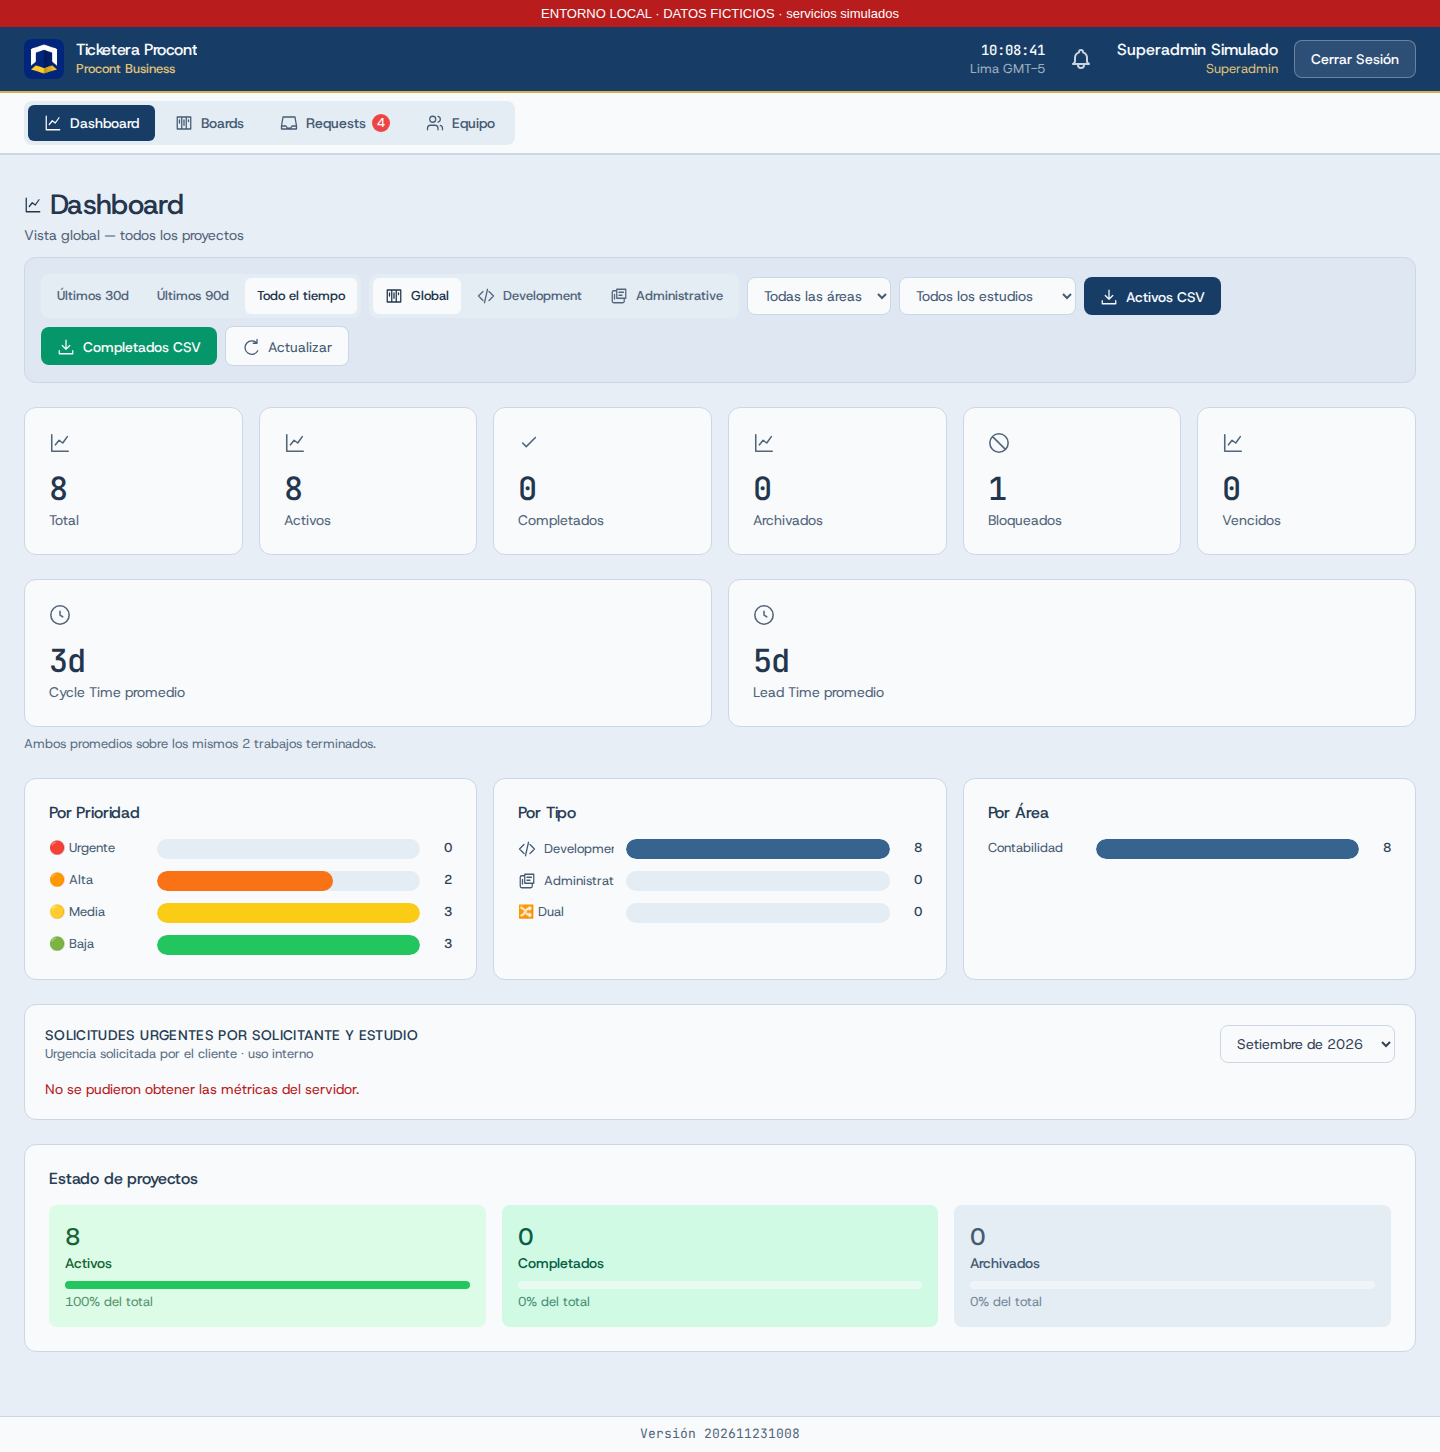 ENTORNO LOCAL · DATOS FICTICIOS · servicios simulados
Ticketera Procont
Procont Business
10:08:41
Lima GMT-5
Superadmin Simulado
Superadmin
Cerrar Sesión
Dashboard
Boards
Requests 4
Equipo
Dashboard
Vista global — todos los proyectos
Últimos 30d
Últimos 90d
Todo el tiempo
Global
Development
Administrative
Todas las áreas
Todos los estudios
Activos CSV
Completados CSV
Actualizar
8
Total
8
Activos
0
Completados
0
Archivados
1
Bloqueados
0
Vencidos
3d
Cycle Time promedio
5d
Lead Time promedio
Ambos promedios sobre los mismos 2 trabajos terminados.
Por Prioridad
Urgente 0
Alta 2
Media 3
Baja 3
Por Tipo
Developmer 8
Administrat 0
Dual 0
Por Área
Contabilidad 8
SOLICITUDES URGENTES POR SOLICITANTE Y ESTUDIO
Urgencia solicitada por el cliente · uso interno
Setiembre de 2026
No se pudieron obtener las métricas del servidor.
Estado de proyectos
8
Activos
100% del total
0
Completados
0% del total
0
Archivados
0% del total
Versión 202611231008